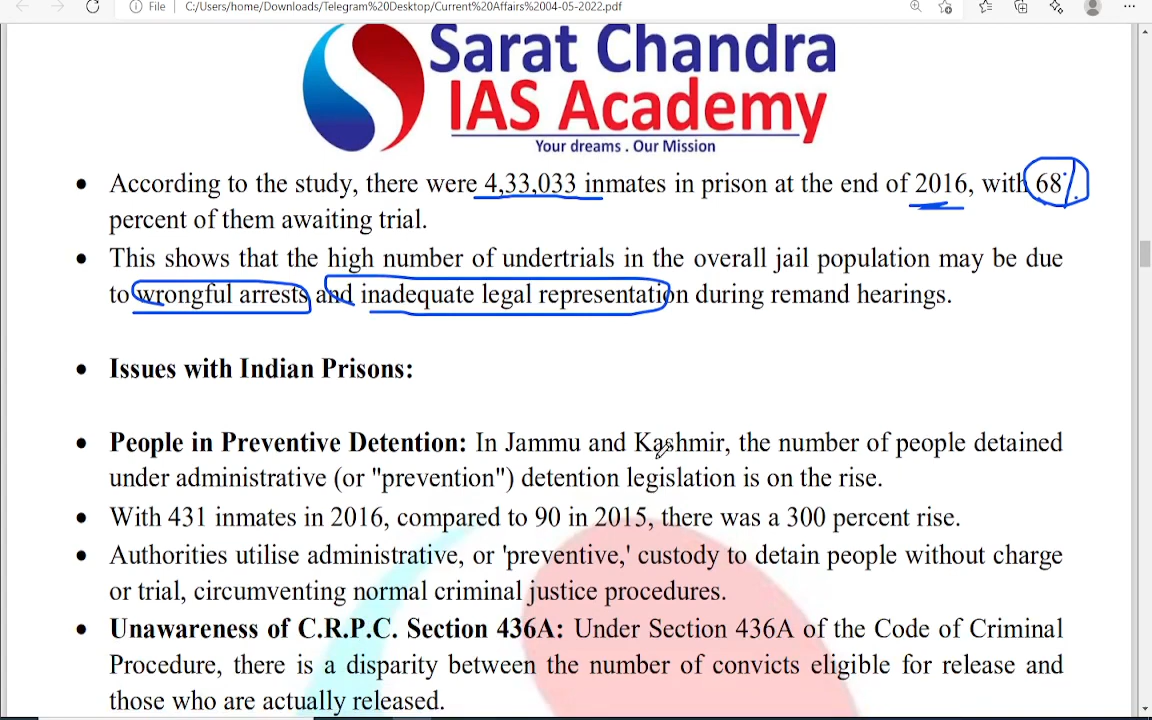 File
C:/Users/home/Downloads/Telegram%20Desktop/Current%20Affairs%2004-05-2022.pdf
Sarat Chandra
IAS Academy
Your dreams . Our Mission
• According to the study, there were 4,33,033 inmates in prison at the end of 2016, with 68%
percent of them awaiting trial.
• This shows that the high number of undertrials in the overall jail population may be due
to wrongful arrests and inadequate legal representation during remand hearings.
• Issues with Indian Prisons:
• People in Preventive Detention: In Jammu and Kashmir, the number of people detained
under administrative (or "prevention") detention legislation is on the rise.
• With 431 inmates in 2016, compared to 90 in 2015, there was a 300 percent rise.
• Authorities utilise administrative, or 'preventive,' custody to detain people without charge
or trial, circumventing normal criminal justice procedures.
• Unawareness of C.R.P.C. Section 436A: Under Section 436A of the Code of Criminal
Procedure, there is a disparity between the number of convicts eligible for release and
those who are actually released.